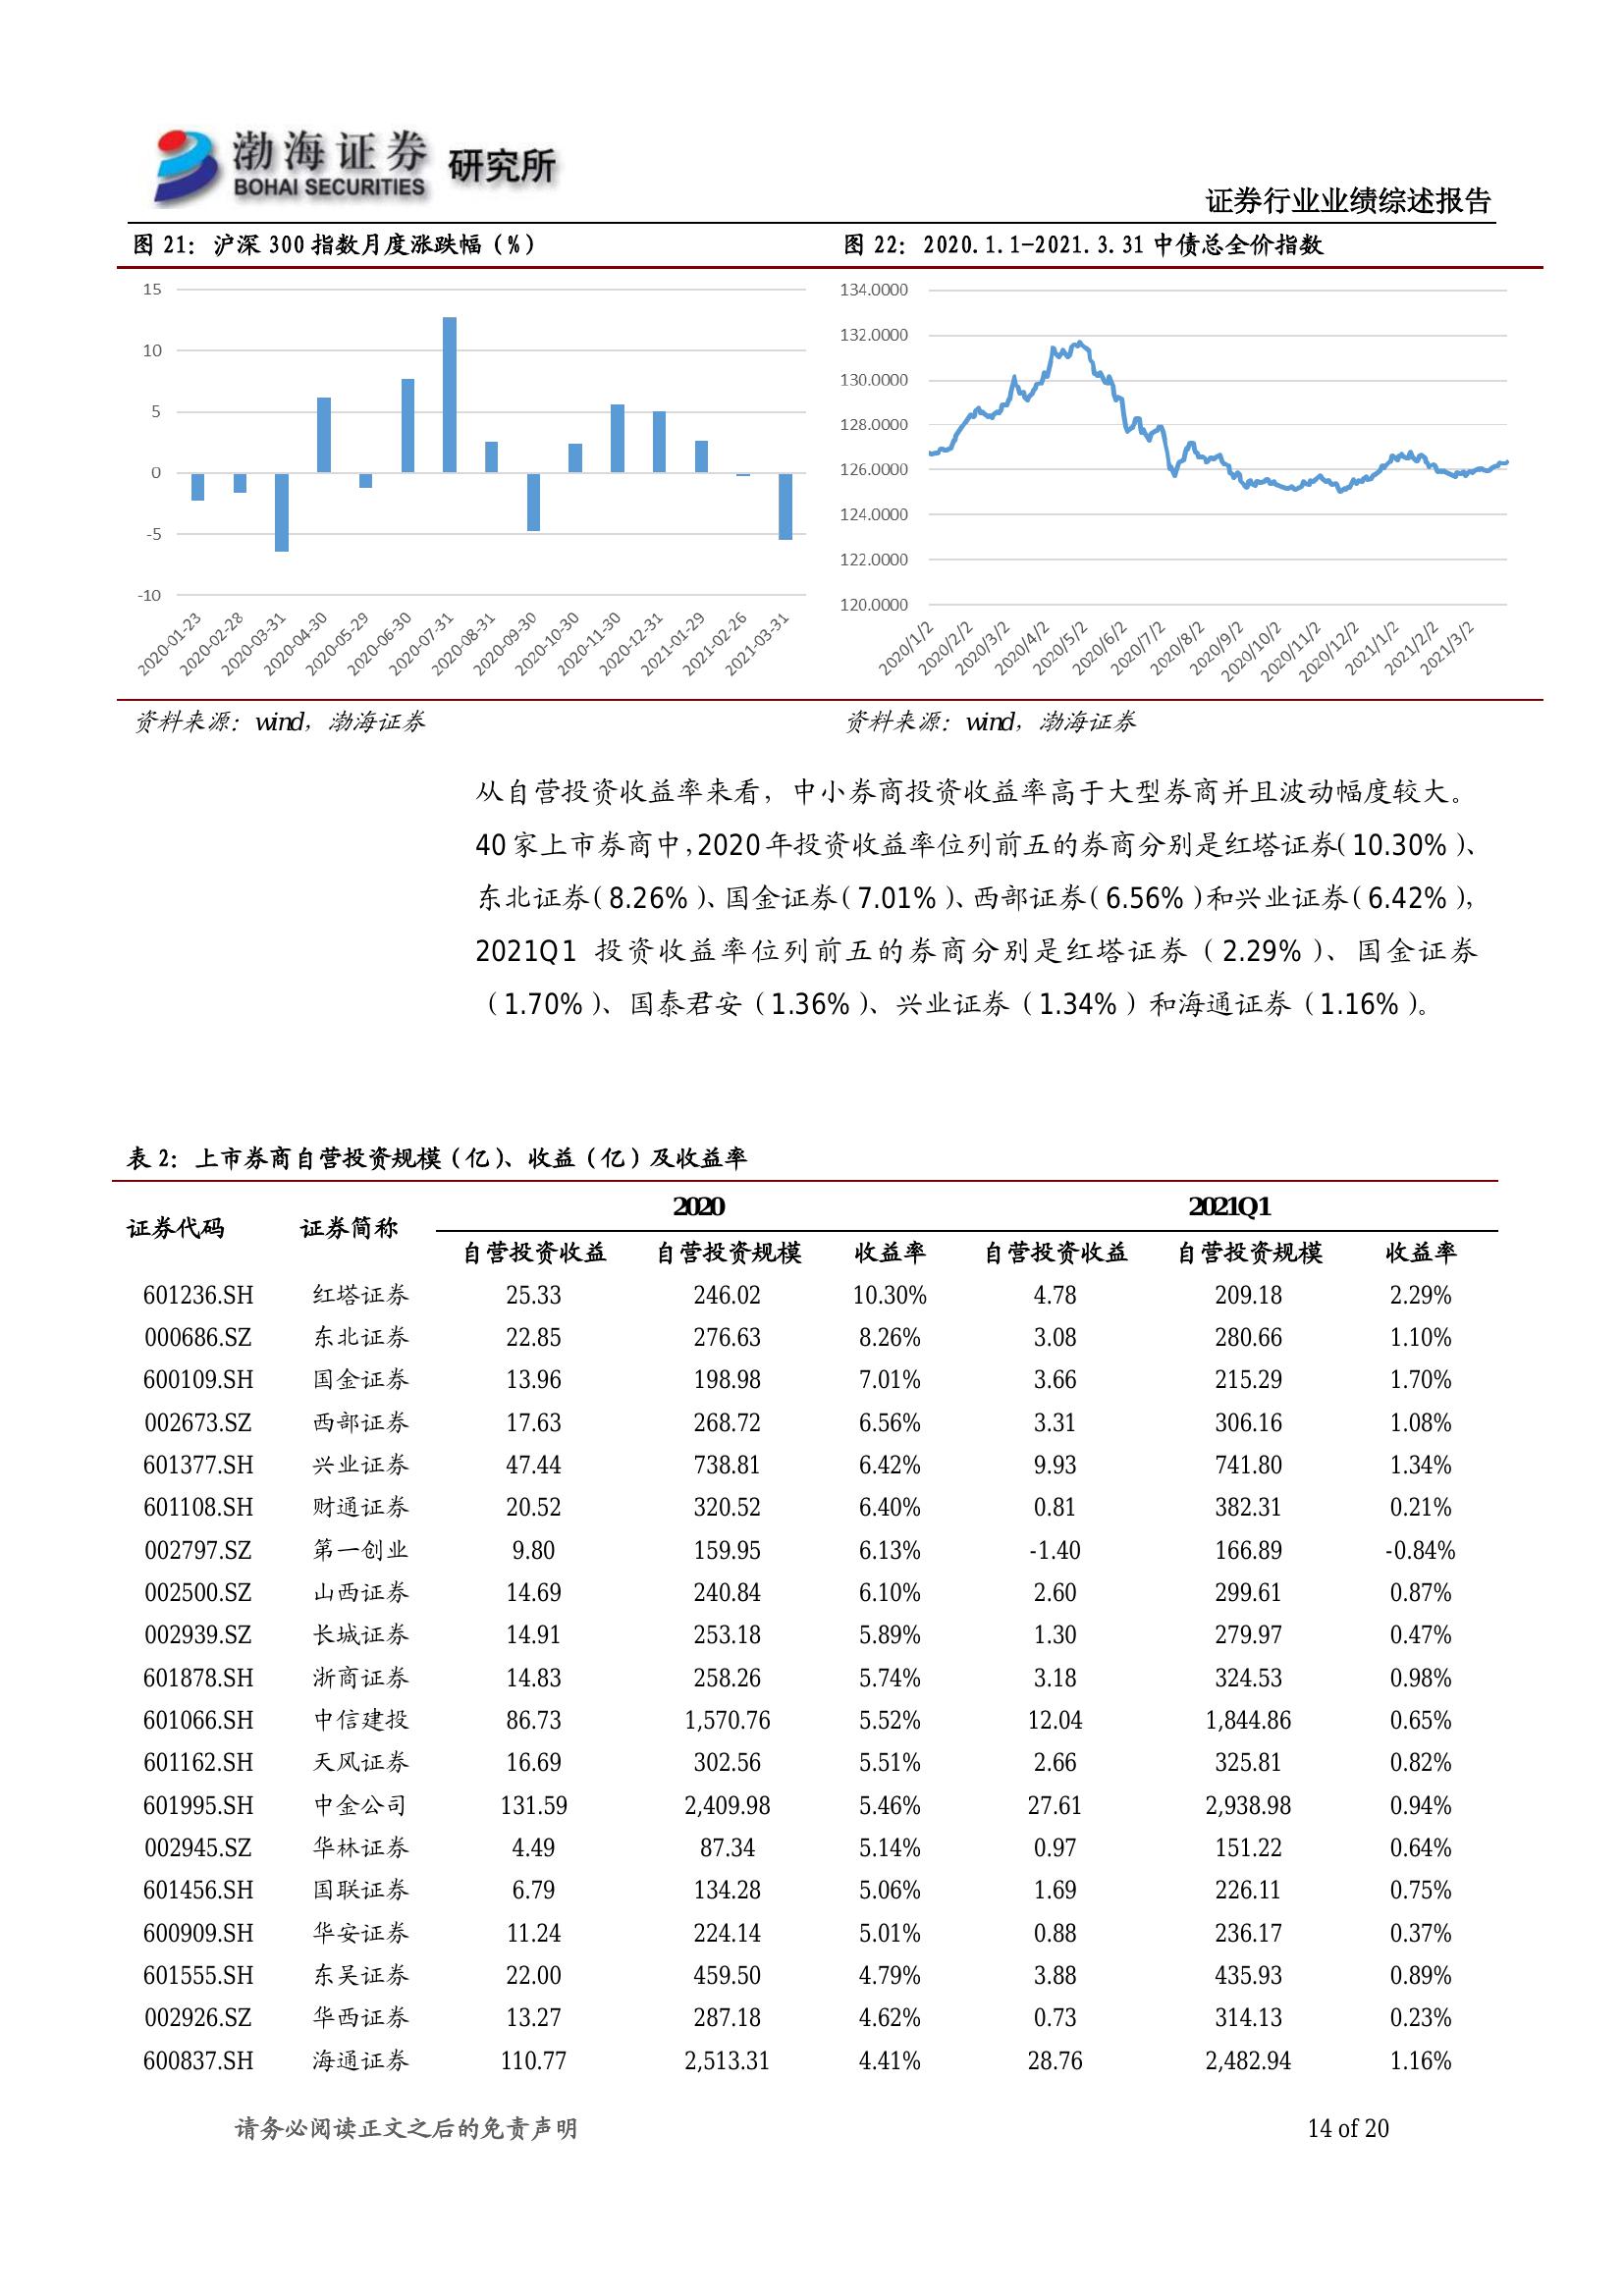 渤海证券 研究所
BOHAI SECURITIES
证券行业业绩综述报告
图 21：沪深 300 指数月度涨跌幅（%）
15
10
5
0
-5
-10
2020-01-23
2020-02-28
2020-03-31
2020-04-30
2020-05-29
2020-06-30
2020-07-31
2020-08-31
2020-09-30
2020-10-30
2020-11-30
2020-12-31
2021-01-29
2021-02-26
2021-03-31
资料来源：wind，渤海证券
图 22：2020.1.1-2021.3.31 中债总全价指数
134.0000
132.0000
130.0000
128.0000
126.0000
124.0000
122.0000
120.0000
2020/1/2
2020/2/2
2020/3/2
2020/4/2
2020/5/2
2020/6/2
2020/7/2
2020/8/2
2020/9/2
2020/10/2
2020/11/2
2020/12/2
2021/1/2
2021/2/2
2021/3/2
资料来源：wind，渤海证券
从自营投资收益率来看，中小券商投资收益率高于大型券商并且波动幅度较大。
40 家上市券商中，2020 年投资收益率位列前五的券商分别是红塔证券（10.30%）、
东北证券（8.26%）、国金证券（7.01%）、西部证券（6.56%）和兴业证券（6.42%），
2021Q1 投资收益率位列前五的券商分别是红塔证券（2.29%）、国金证券
（1.70%）、国泰君安（1.36%）、兴业证券（1.34%）和海通证券（1.16%）。
表 2：上市券商自营投资规模（亿）、收益（亿）及收益率
证券代码 证券简称 2020 2021Q1
自营投资收益 自营投资规模 收益率 自营投资收益 自营投资规模 收益率
601236.SH 红塔证券 25.33 246.02 10.30% 4.78 209.18 2.29%
000686.SZ 东北证券 22.85 276.63 8.26% 3.08 280.66 1.10%
600109.SH 国金证券 13.96 198.98 7.01% 3.66 215.29 1.70%
002673.SZ 西部证券 17.63 268.72 6.56% 3.31 306.16 1.08%
601377.SH 兴业证券 47.44 738.81 6.42% 9.93 741.80 1.34%
601108.SH 财通证券 20.52 320.52 6.40% 0.81 382.31 0.21%
002797.SZ 第一创业 9.80 159.95 6.13% -1.40 166.89 -0.84%
002500.SZ 山西证券 14.69 240.84 6.10% 2.60 299.61 0.87%
002939.SZ 长城证券 14.91 253.18 5.89% 1.30 279.97 0.47%
601878.SH 浙商证券 14.83 258.26 5.74% 3.18 324.53 0.98%
601066.SH 中信建投 86.73 1,570.76 5.52% 12.04 1,844.86 0.65%
601162.SH 天风证券 16.69 302.56 5.51% 2.66 325.81 0.82%
601995.SH 中金公司 131.59 2,409.98 5.46% 27.61 2,938.98 0.94%
002945.SZ 华林证券 4.49 87.34 5.14% 0.97 151.22 0.64%
601456.SH 国联证券 6.79 134.28 5.06% 1.69 226.11 0.75%
600909.SH 华安证券 11.24 224.14 5.01% 0.88 236.17 0.37%
601555.SH 东吴证券 22.00 459.50 4.79% 3.88 435.93 0.89%
002926.SZ 华西证券 13.27 287.18 4.62% 0.73 314.13 0.23%
600837.SH 海通证券 110.77 2,513.31 4.41% 28.76 2,482.94 1.16%
请务必阅读正文之后的免责声明 14 of 20